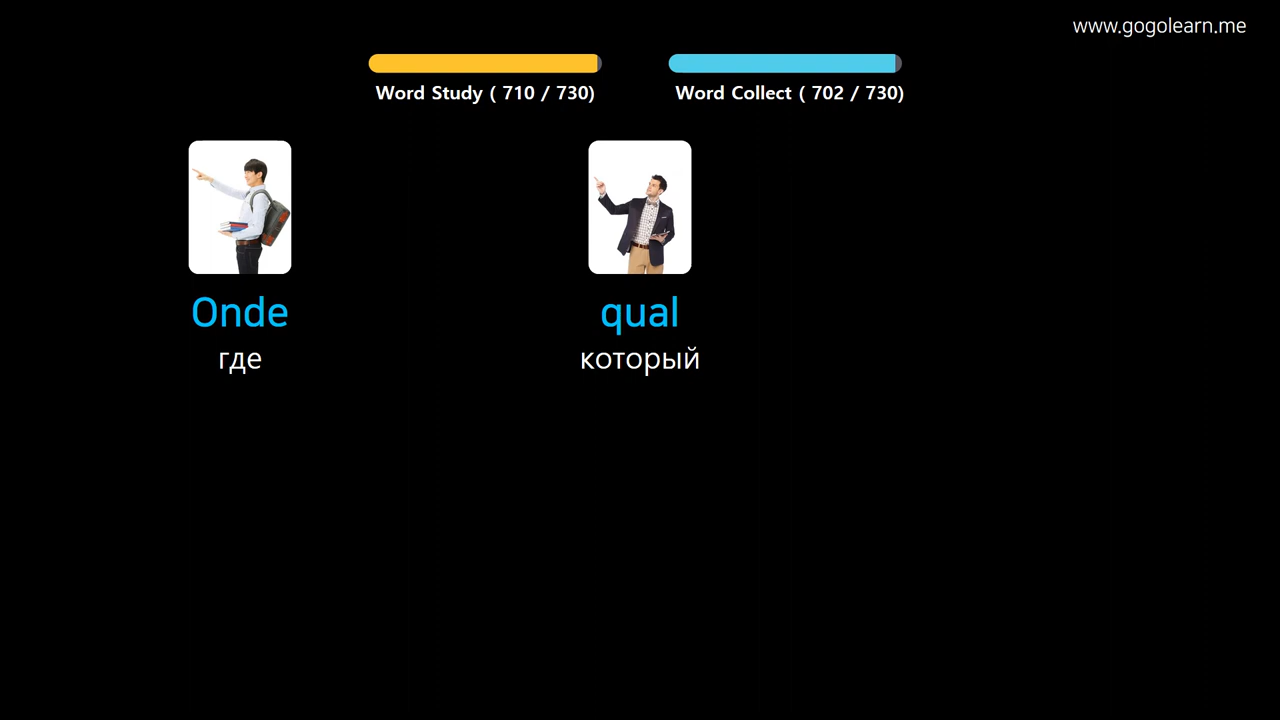 www.gogolearn.me
Word Study ( 710 / 730)
Word Collect ( 702 / 730)
Onde
где
qual
который